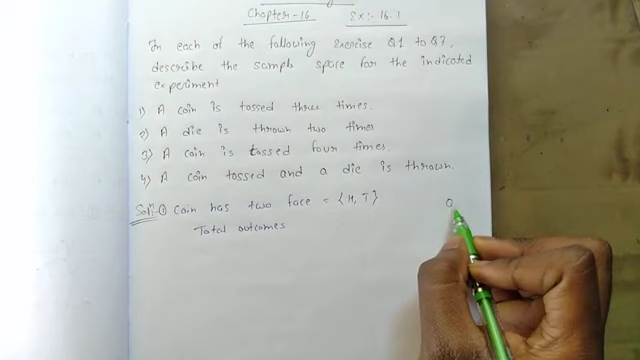 Chapter-16 Ex:- 16.1
In each of the following Exercise Q1 to Q7,
describe the sample space for the indicated
experiment
1) A coin is tossed three times.
2) A die is thrown two times
3) A coin is tossed four times.
4) A coin tossed and a die is thrown.
Sol:-① Coin has two face = {H, T}
Total outcomes